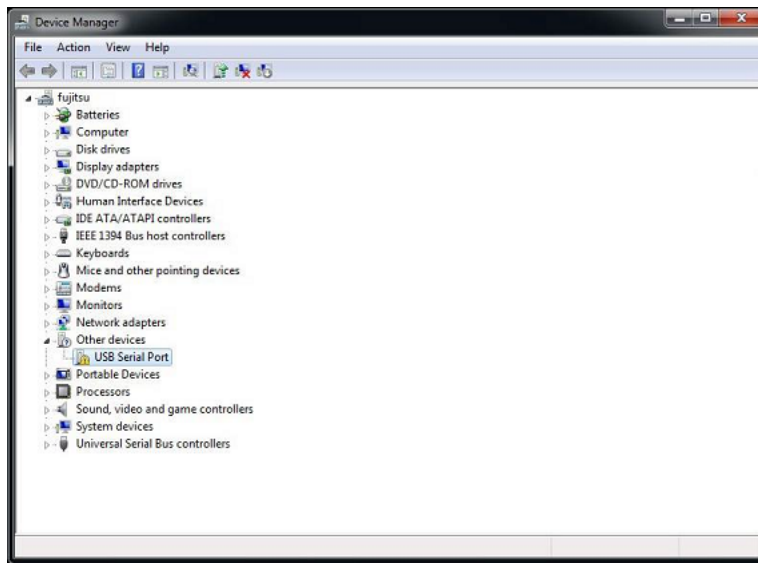 Device Manager
File Action View Help
fujitsu
Batteries
Computer
Disk drives
Display adapters
DVD/CD-ROM drives
Human Interface Devices
IDE ATA/ATAPI controllers
IEEE 1394 Bus host controllers
Keyboards
Mice and other pointing devices
Modems
Monitors
Network adapters
Other devices
USB Serial Port
Portable Devices
Processors
Sound, video and game controllers
System devices
Universal Serial Bus controllers